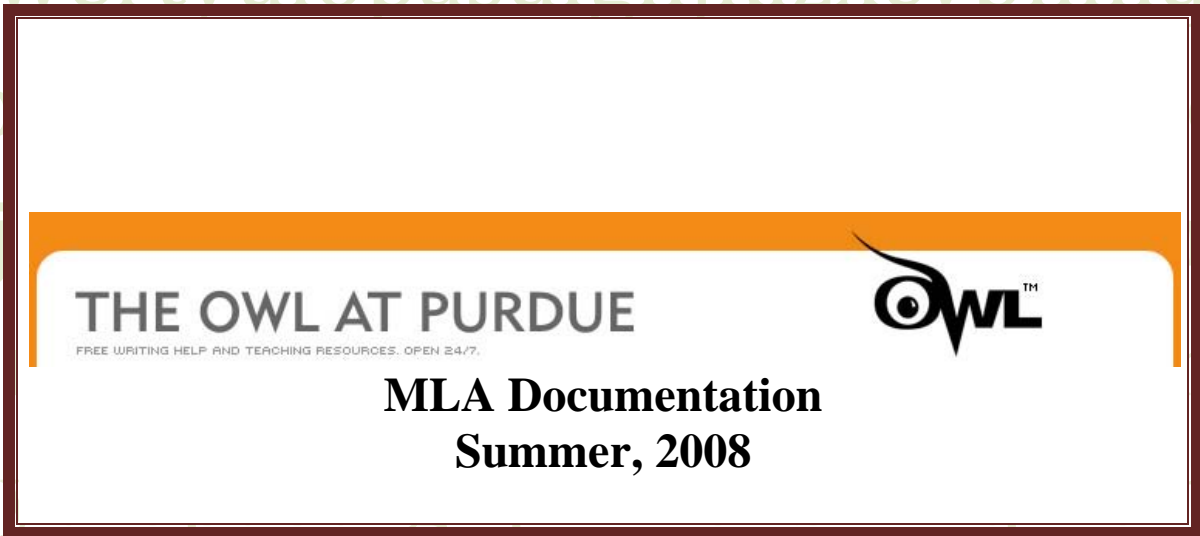 THE OWL AT PURDUE
FREE WRITING HELP AND TEACHING RESOURCES. OPEN 24/7.
OWL™
MLA Documentation
Summer, 2008